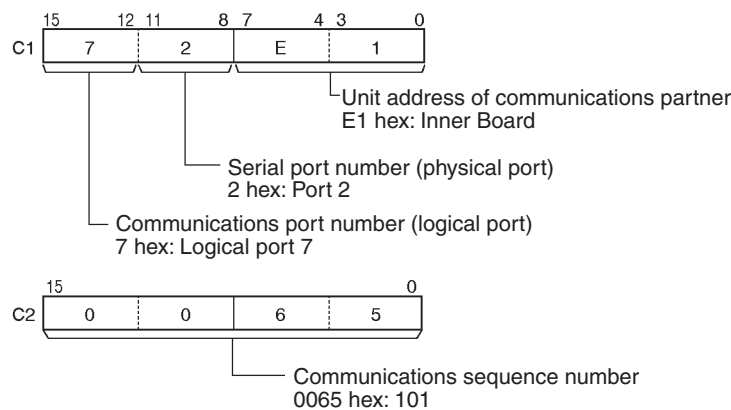 15 12 11 8 7 4 3 0
C1 7 2 E 1
Unit address of communications partner
E1 hex: Inner Board
Serial port number (physical port)
2 hex: Port 2
Communications port number (logical port)
7 hex: Logical port 7
15 0
C2 0 0 6 5
Communications sequence number
0065 hex: 101